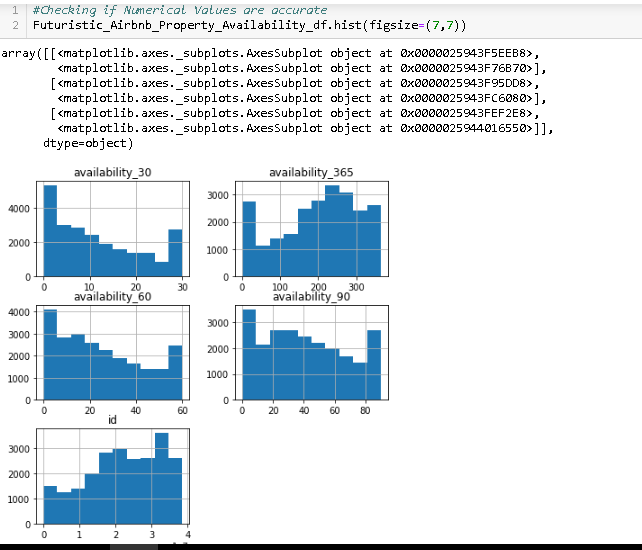 1 #Checking if Numerical Values are accurate
2 Futuristic_Airbnb_Property_Availability_df.hist(figsize=(7,7))
array([[<matplotlib.axes._subplots.AxesSubplot object at 0x0000025943F5EEB8>,
<matplotlib.axes._subplots.AxesSubplot object at 0x0000025943F76B70>],
[<matplotlib.axes._subplots.AxesSubplot object at 0x0000025943F95DD8>,
<matplotlib.axes._subplots.AxesSubplot object at 0x0000025943FC6080>],
[<matplotlib.axes._subplots.AxesSubplot object at 0x0000025943FEF2E8>,
<matplotlib.axes._subplots.AxesSubplot object at 0x0000025944016550>]],
dtype=object)
availability_30
4000
2000
0
0 10 20 30
availability_365
3000
2000
1000
0
0 100 200 300
availability_60
4000
3000
2000
1000
0
0 20 40 60
availability_90
3000
2000
1000
0
0 20 40 60 80
id
3000
2000
1000
0
0 1 2 3 4